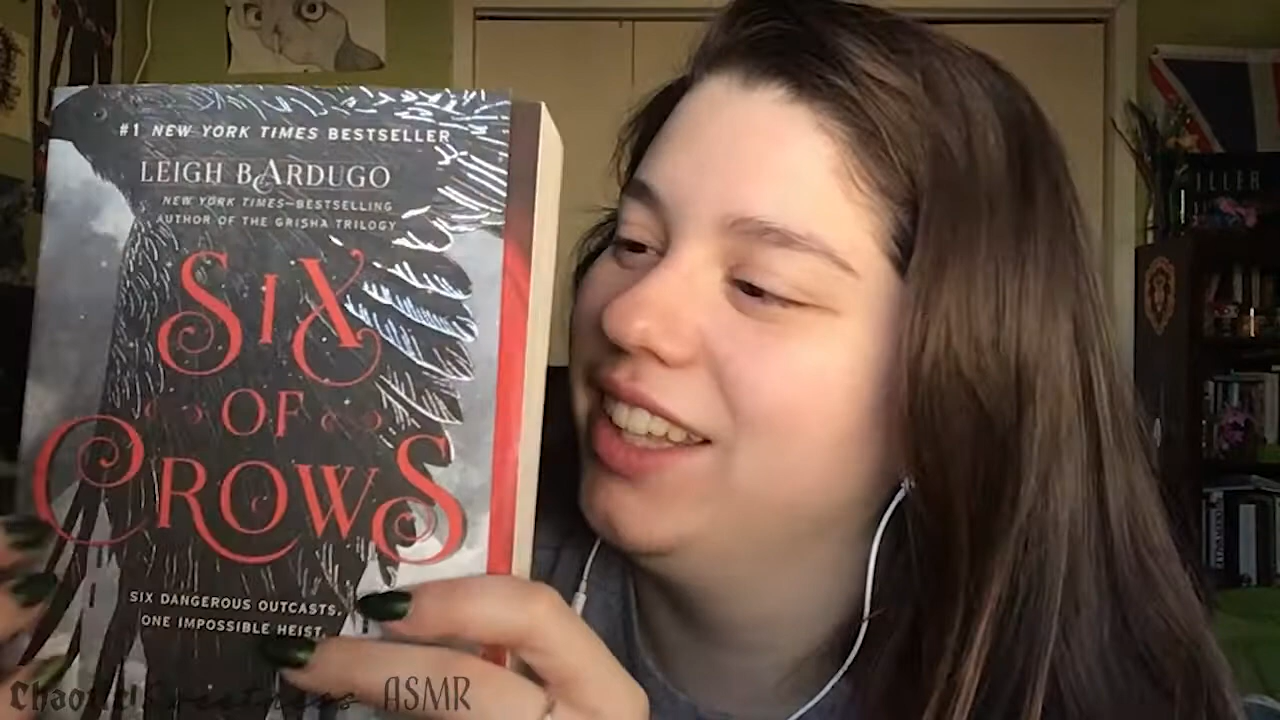 #1 NEW YORK TIMES BESTSELLER
LEIGH BARDUGO
NEW YORK TIMES–BESTSELLING
AUTHOR OF THE GRISHA TRILOGY
SIX
OF
CROWS
SIX DANGEROUS OUTCASTS.
ONE IMPOSSIBLE HEIST.
ChaoticSweetness ASMR